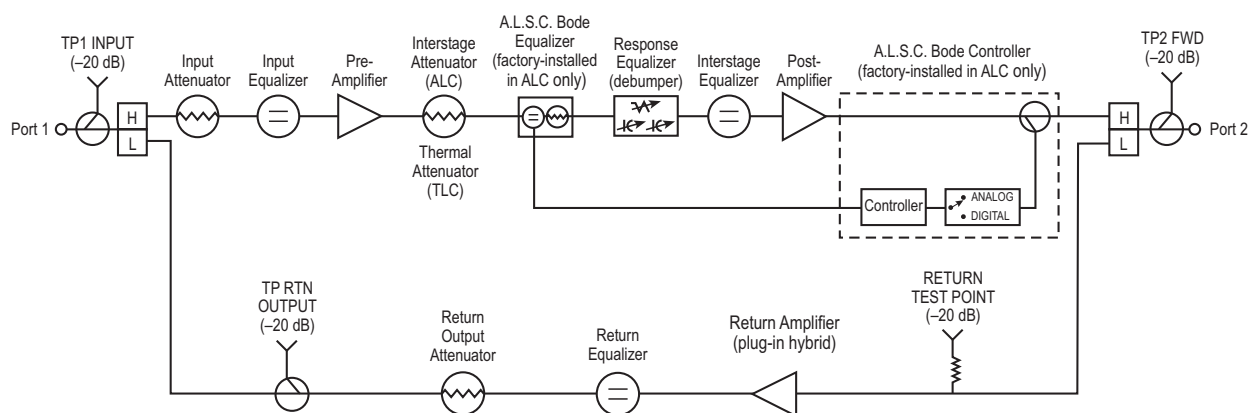 TP1 INPUT
(–20 dB)
Port 1
H
L
Input
Attenuator
Input
Equalizer
Pre-
Amplifier
Interstage
Attenuator
(ALC)
Thermal
Attenuator
(TLC)
A.L.S.C. Bode
Equalizer
(factory-installed
in ALC only)
Response
Equalizer
(debumper)
Interstage
Equalizer
Post-
Amplifier
A.L.S.C. Bode Controller
(factory-installed in ALC only)
Controller
ANALOG
DIGITAL
TP2 FWD
(–20 dB)
H
L
Port 2
TP RTN
OUTPUT
(–20 dB)
Return
Output
Attenuator
Return
Equalizer
Return Amplifier
(plug-in hybrid)
RETURN
TEST POINT
(–20 dB)